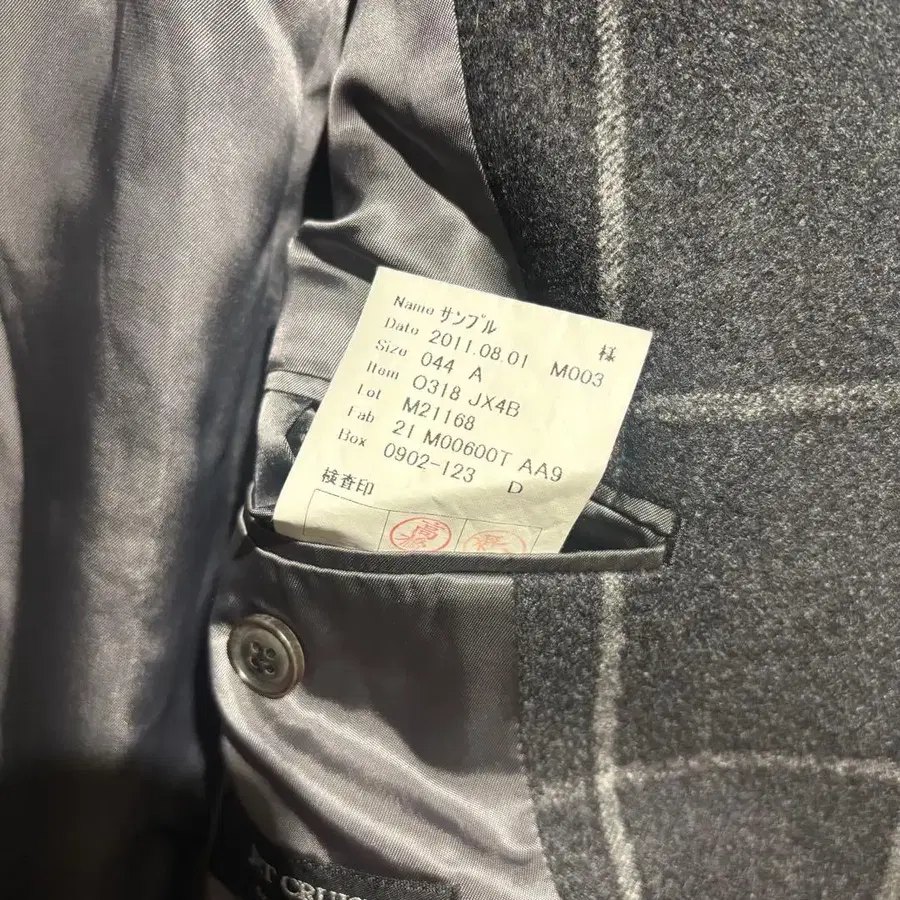 Name サンプル 様
Date 2011.08.01 M003
Size 044 A
Item O318 JX4B
Lot M21168
Fab 21 M00600T AA9
Box 0902-123 D
検査印